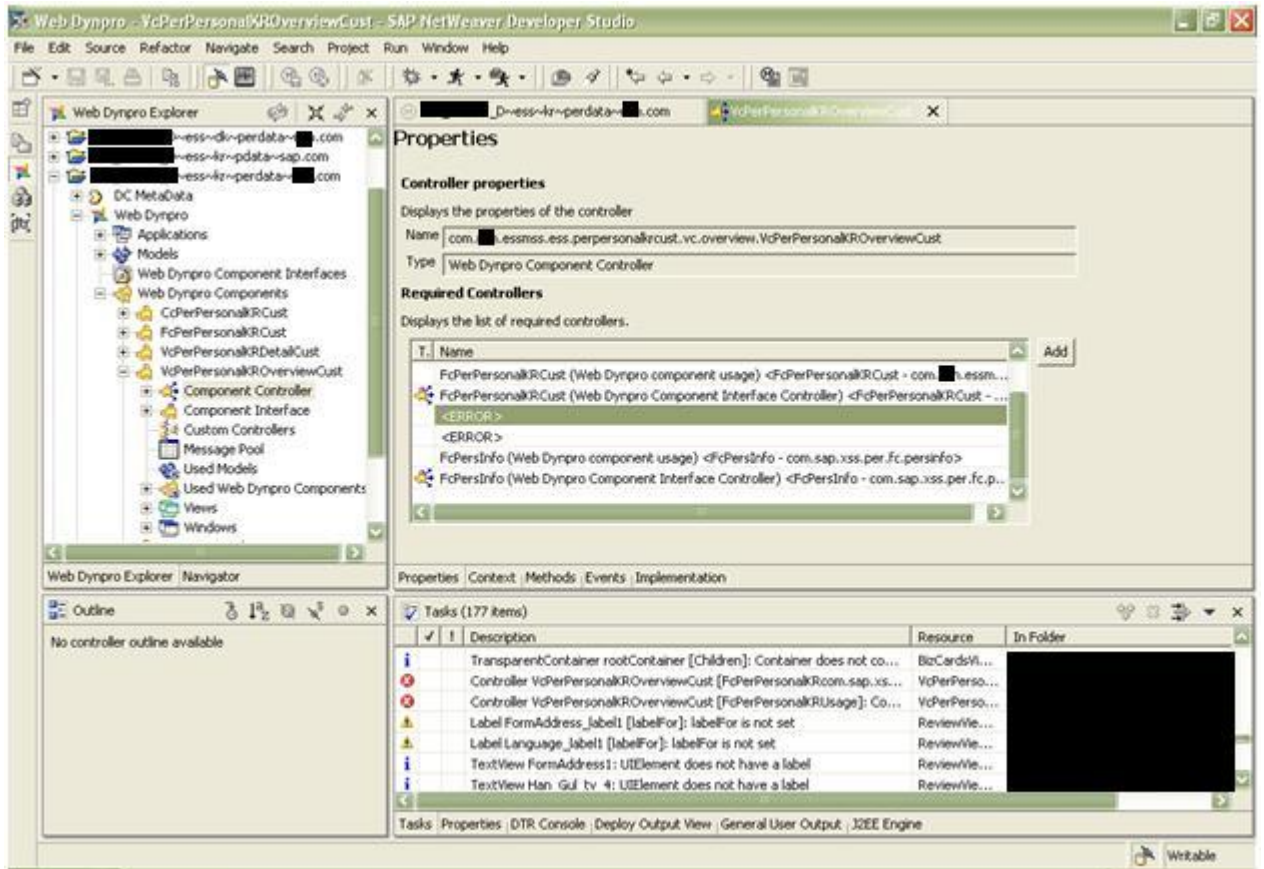 Web Dynpro - VcPerPersonalKROverviewCust - SAP NetWeaver Developer Studio
File Edit Source Refactor Navigate Search Project Run Window Help
Web Dynpro Explorer
~ess~dk~perdata~ .com
~ess~kr~pdata~sap.com
~ess~kr~perdata~ .com
DC MetaData
Web Dynpro
Applications
Models
Web Dynpro Component Interfaces
Web Dynpro Components
CcPerPersonalKRCust
FcPerPersonalKRCust
VcPerPersonalKRDetailCust
VcPerPersonalKROverviewCust
Component Controller
Component Interface
Custom Controllers
Message Pool
Used Models
Used Web Dynpro Components
Views
Windows
Web Dynpro Explorer Navigator
_D~ess~kr~perdata~ .com VcPerPersonalKROverviewCust
Properties
Controller properties
Displays the properties of the controller
Name com. .essmss.ess.perpersonalkrcust.vc.overview.VcPerPersonalKROverviewCust
Type Web Dynpro Component Controller
Required Controllers
Displays the list of required controllers.
T. Name
Add
FcPerPersonalKRCust (Web Dynpro component usage) <FcPerPersonalKRCust - com. .essm...
FcPerPersonalKRCust (Web Dynpro Component Interface Controller) <FcPerPersonalKRCust - ...
<ERROR>
<ERROR>
FcPersInfo (Web Dynpro component usage) <FcPersInfo - com.sap.xss.per.fc.persinfo>
FcPersInfo (Web Dynpro Component Interface Controller) <FcPersInfo - com.sap.xss.per.fc.p...
Properties Context Methods Events Implementation
Outline
No controller outline available
Tasks (177 items)
! Description Resource In Folder
TransparentContainer rootContainer [Children]: Container does not co... BizCardsVi...
Controller VcPerPersonalKROverviewCust [FcPerPersonalKRcom.sap.xs... VcPerPerso...
Controller VcPerPersonalKROverviewCust [FcPerPersonalKRUsage]: Co... VcPerPerso...
Label FormAddress_label1 [labelFor]: labelFor is not set ReviewVie...
Label Language_label1 [labelFor]: labelFor is not set ReviewVie...
TextView FormAddress1: UIElement does not have a label ReviewVie...
TextView Han_Gul_tv_4: UIElement does not have a label ReviewVie...
Tasks Properties DTR Console Deploy Output View General User Output J2EE Engine
Writable